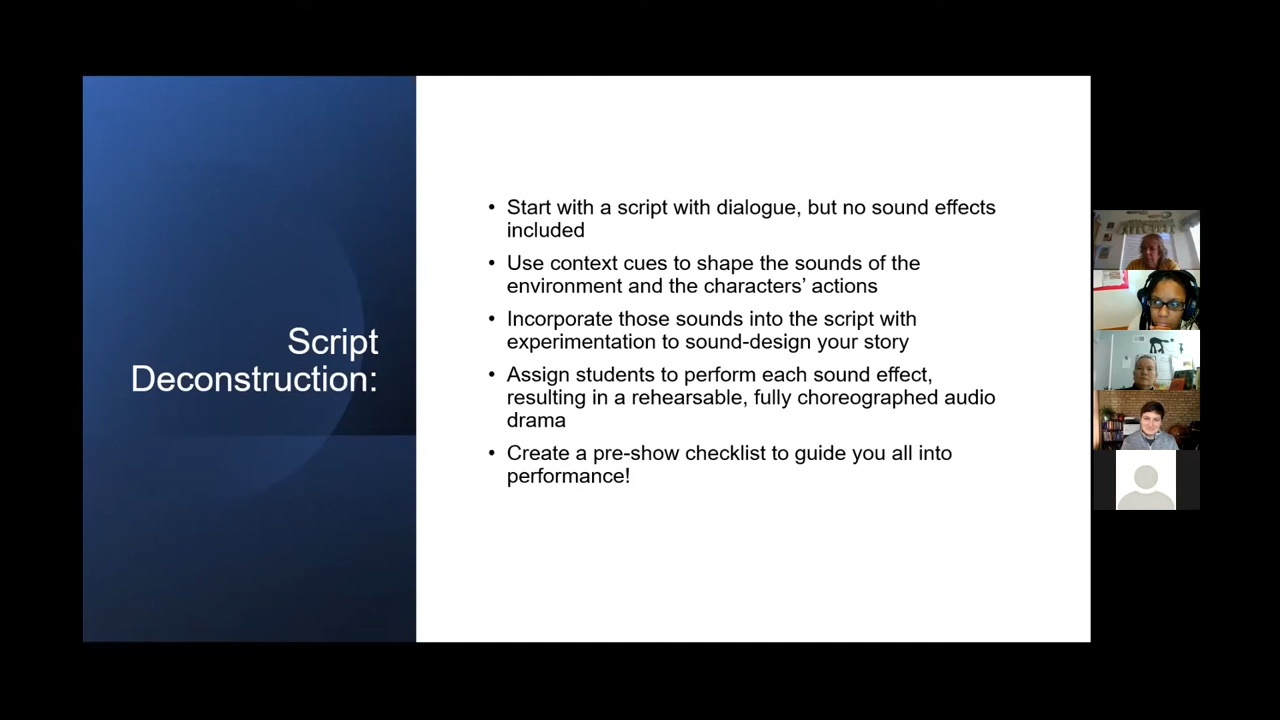 Script
Deconstruction:
• Start with a script with dialogue, but no sound effects
included
• Use context cues to shape the sounds of the
environment and the characters’ actions
• Incorporate those sounds into the script with
experimentation to sound-design your story
• Assign students to perform each sound effect,
resulting in a rehearsable, fully choreographed audio
drama
• Create a pre-show checklist to guide you all into
performance!